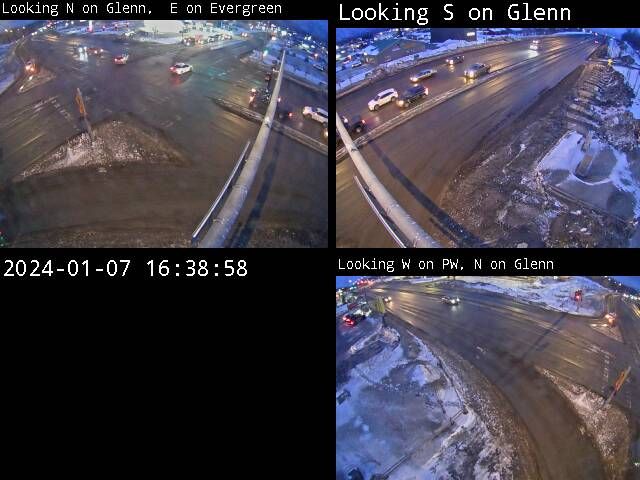 Looking N on Glenn,  E on Evergreen
Looking S on Glenn
2024-01-07 16:38:58
Looking W on PW, N on Glenn